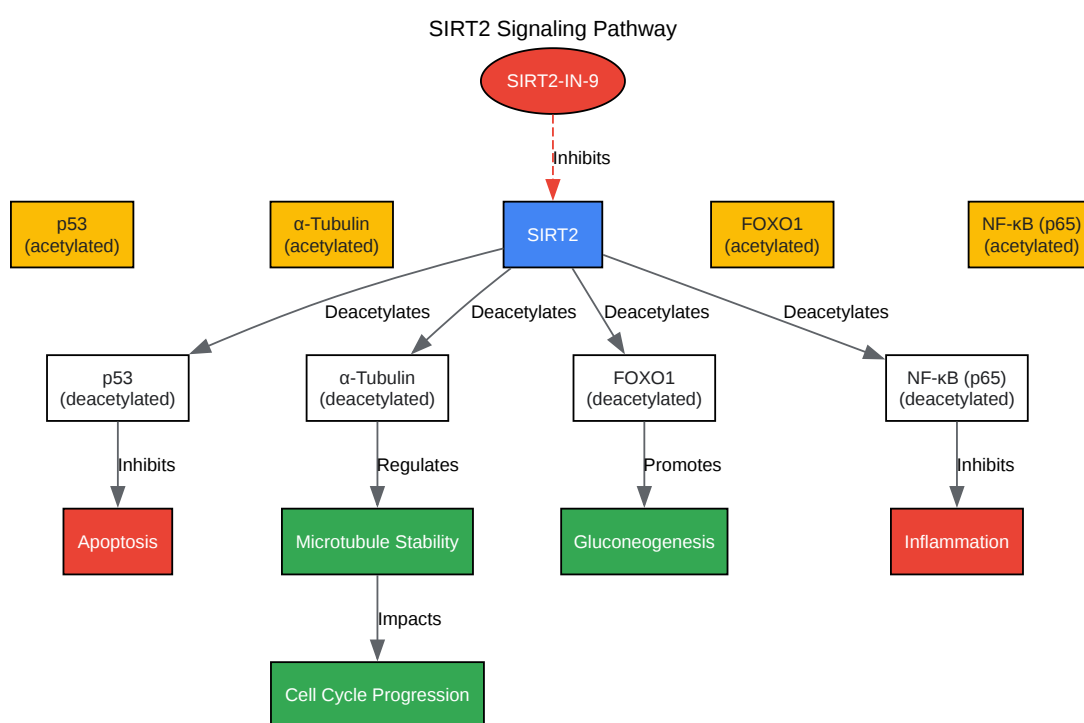 SIRT2 Signaling Pathway
SIRT2-IN-9
Inhibits
p53
(acetylated)
α-Tubulin
(acetylated)
SIRT2
FOXO1
(acetylated)
NF-κB (p65)
(acetylated)
Deacetylates
Deacetylates
Deacetylates
Deacetylates
p53
(deacetylated)
α-Tubulin
(deacetylated)
FOXO1
(deacetylated)
NF-κB (p65)
(deacetylated)
Inhibits
Regulates
Promotes
Inhibits
Apoptosis
Microtubule Stability
Gluconeogenesis
Inflammation
Impacts
Cell Cycle Progression